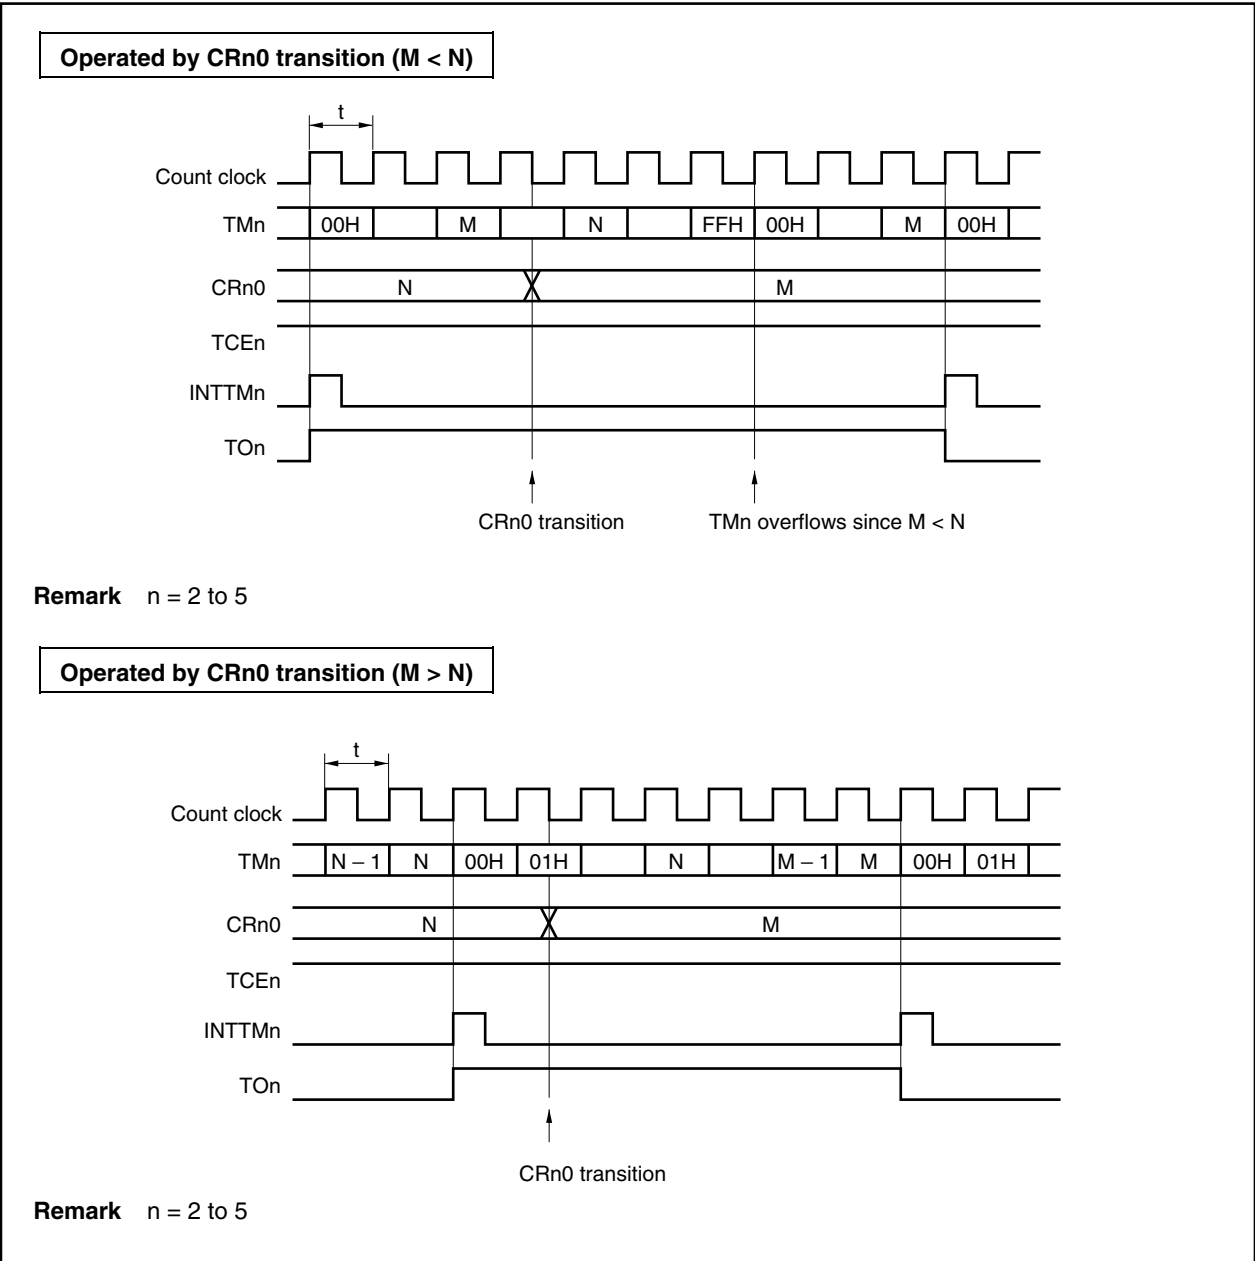 Operated by CRn0 transition (M < N)
t
Count clock
TMn 00H M N FFH 00H M 00H
CRn0 N M
TCEn
INTTMn
TOn
CRn0 transition TMn overflows since M < N
Remark n = 2 to 5
Operated by CRn0 transition (M > N)
t
Count clock
TMn N – 1 N 00H 01H N M – 1 M 00H 01H
CRn0 N M
TCEn
INTTMn
TOn
CRn0 transition
Remark n = 2 to 5